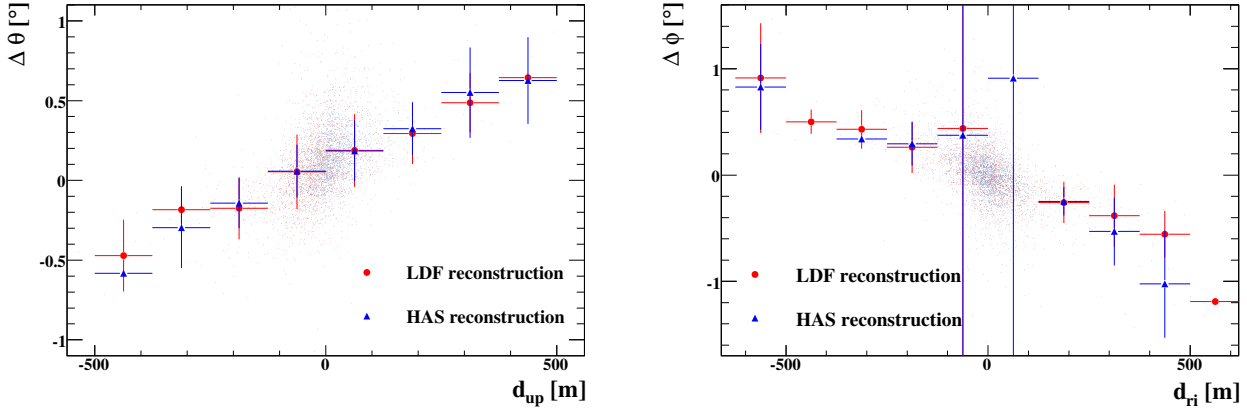 Δ θ [°]
1
0.5
0
-0.5
-1
-500
0
500
d_up [m]
LDF reconstruction
HAS reconstruction
Δ ϕ [°]
1
0
-1
-500
0
500
d_ri [m]
LDF reconstruction
HAS reconstruction